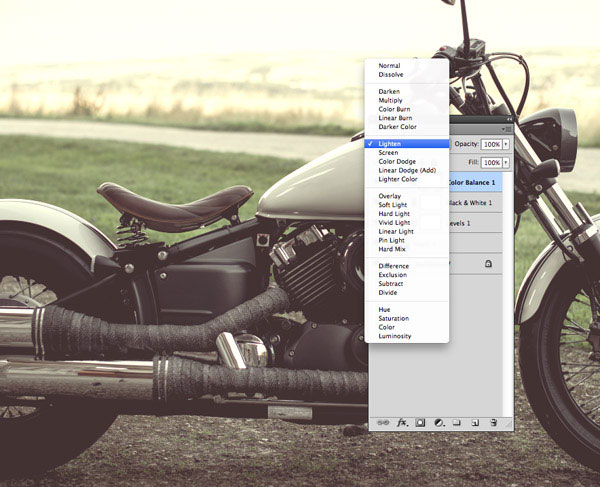 Normal
Dissolve
Darken
Multiply
Color Burn
Linear Burn
Darker Color
✓ Lighten
Screen
Color Dodge
Linear Dodge (Add)
Lighter Color
Overlay
Soft Light
Hard Light
Vivid Light
Linear Light
Pin Light
Hard Mix
Difference
Exclusion
Subtract
Divide
Hue
Saturation
Color
Luminosity
Opacity: 100%
Fill: 100%
Color Balance 1
Black & White 1
Levels 1
fx